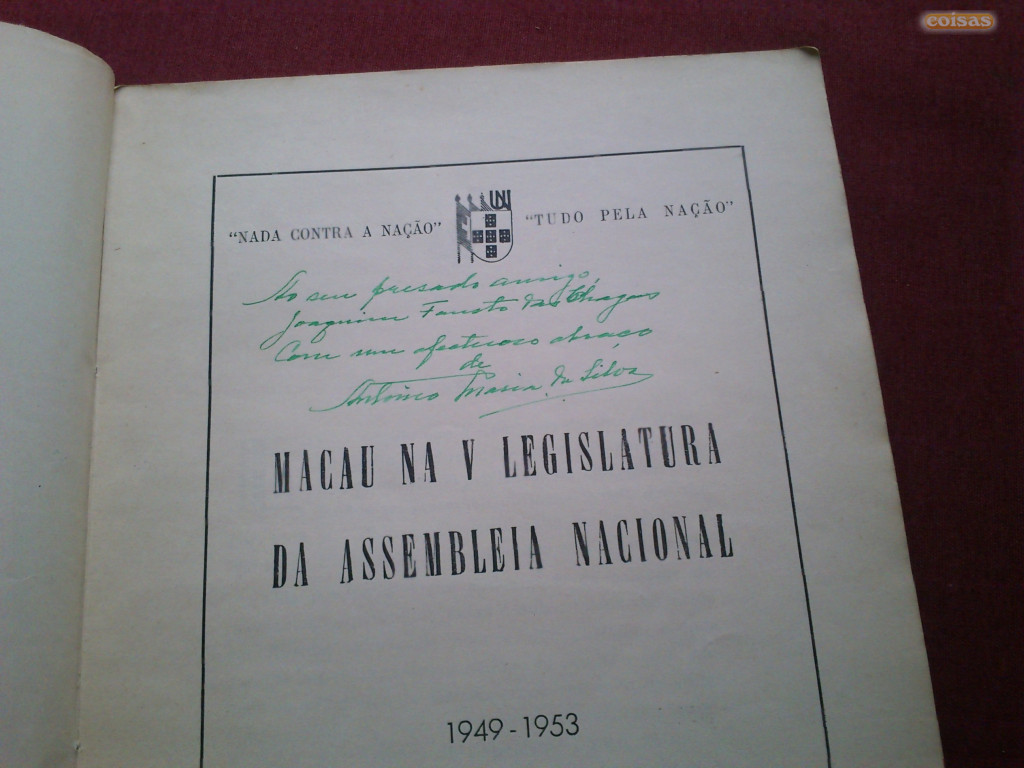 coisas
UNI
"NADA CONTRA A NAÇÃO" "TUDO PELA NAÇÃO"
Ao seu presado amigo,
Joaquim Fausto das Chagas
Com um afectuoso abraço
de
António Maria da Silva
MACAU NA V LEGISLATURA
DA ASSEMBLEIA NACIONAL
1949-1953